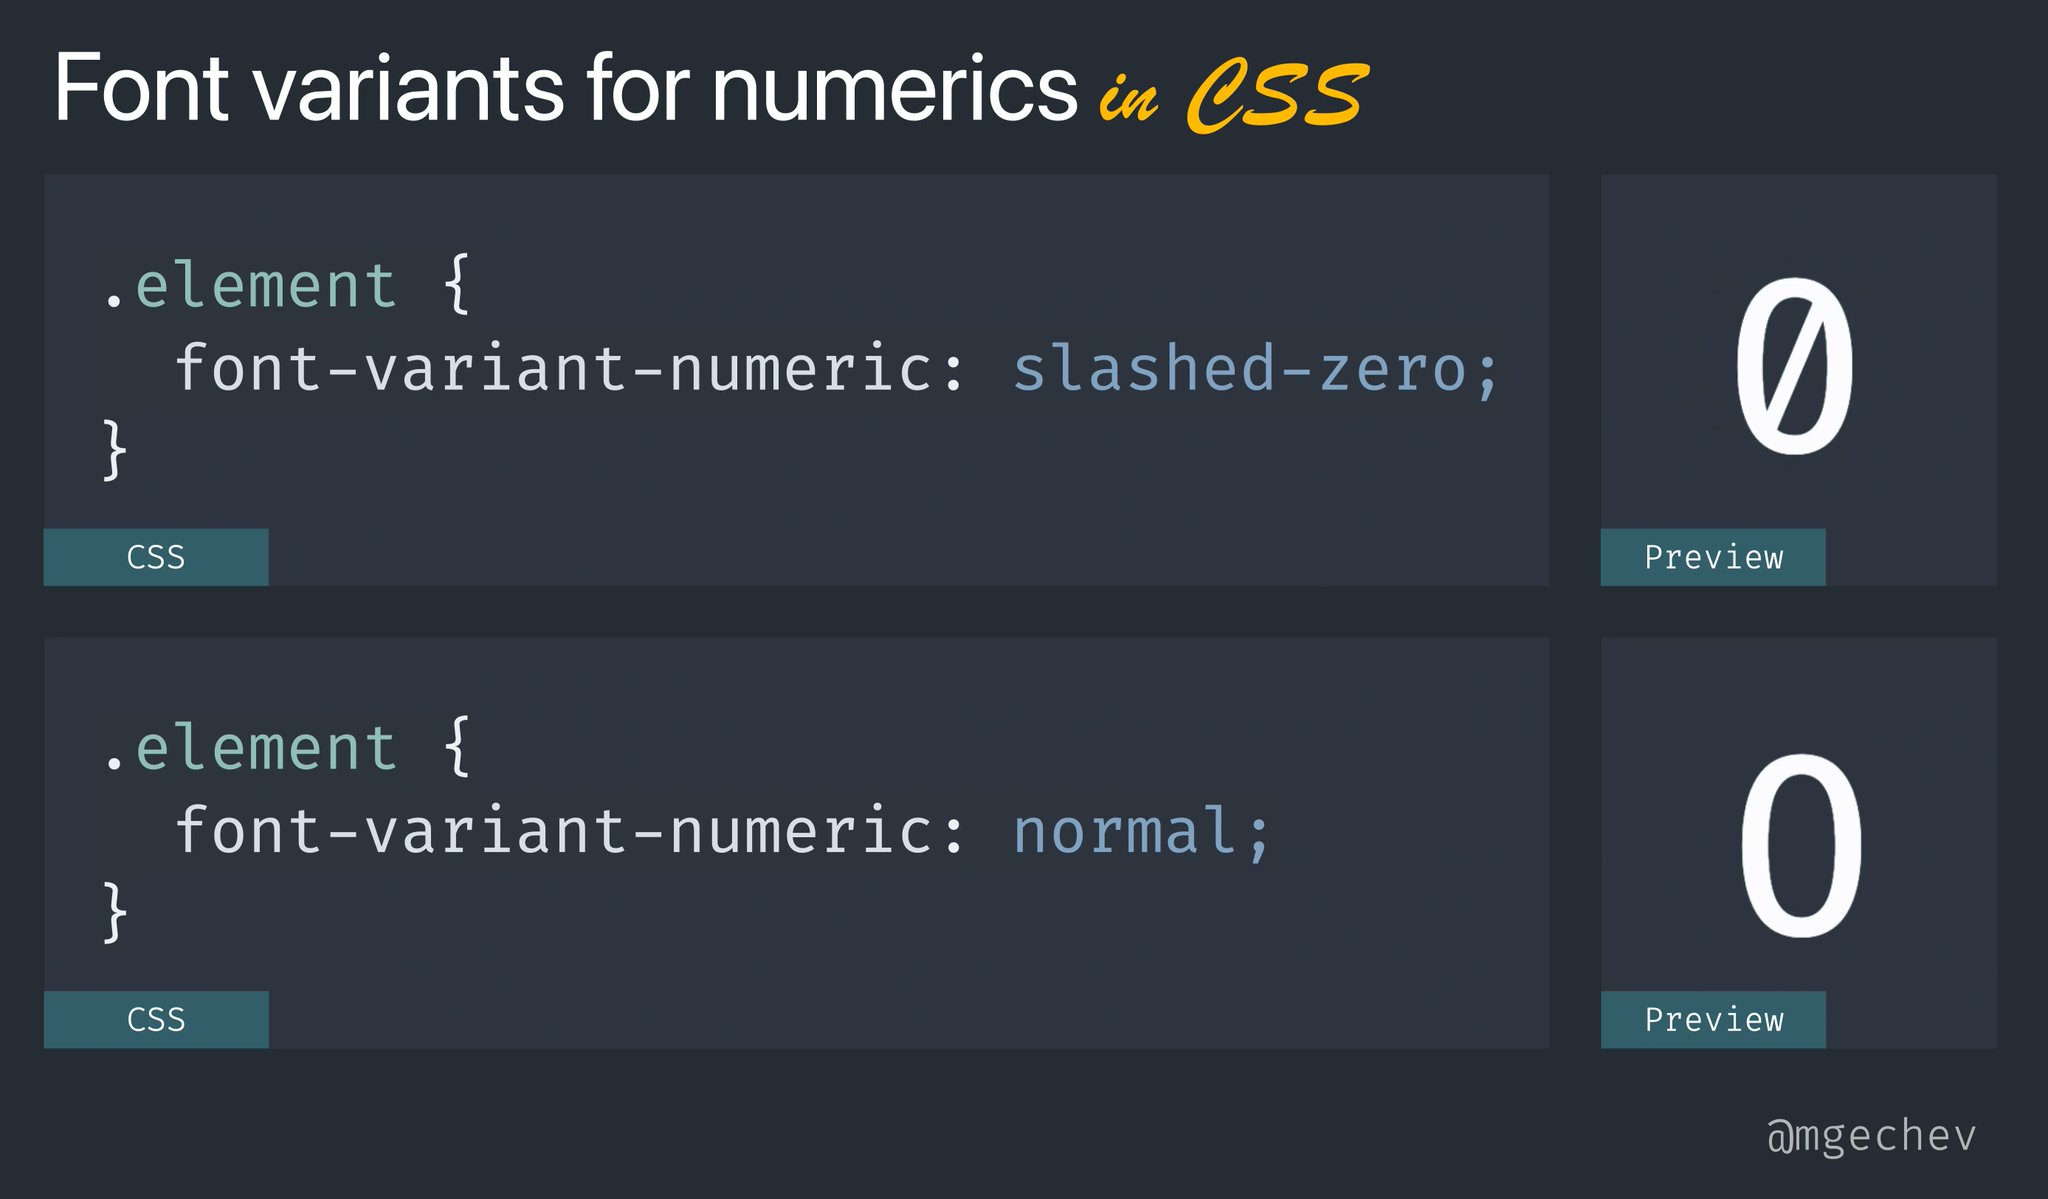 Font variants for numerics in CSS
.element {
  font-variant-numeric: slashed-zero;
}
CSS
0
Preview
.element {
  font-variant-numeric: normal;
}
CSS
0
Preview
@mgechev